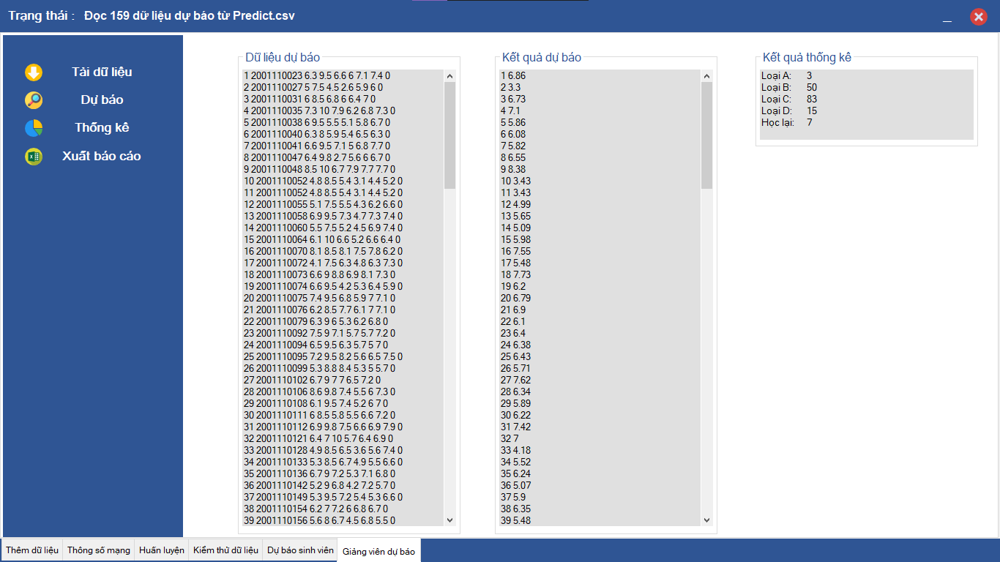 Trạng thái :   Đọc 159 dữ liệu dự báo từ Predict.csv
Tải dữ liệu
Dự báo
Thống kê
Xuất báo cáo
Dữ liệu dự báo
1 2001110023 6.3 9.5 6.6 6 7.1 7.4 0
2 2001110027 5 7.5 4.5 2.6 5.9 6 0
3 2001110031 6 8.5 6.8 6 6.4 7 0
4 2001110035 7.3 10 7.9 6.2 6.8 7.3 0
5 2001110038 6 9.5 5.5 5.1 5.8 6.7 0
6 2001110040 6.3 8 5.9 5.4 6.5 6.3 0
7 2001110041 6.6 9.5 7.1 5 6.8 7.7 0
8 2001110047 6.4 9.8 2.7 5.6 6 6.7 0
9 2001110048 8.5 10 6.7 7.9 7.7 7.7 0
10 2001110052 4.8 8.5 5.4 3.1 4.4 5.2 0
11 2001110052 4.8 8.5 5.4 3.1 4.4 5.2 0
12 2001110055 5.1 7.5 5.5 4.3 6.2 6.6 0
13 2001110058 6.9 9.5 7.3 4.7 7.3 7.4 0
14 2001110060 5.5 7.5 5.2 4.5 6.9 7.4 0
15 2001110064 6.1 10 6.6 5.2 6.6 6.4 0
16 2001110070 8.1 8.5 8.1 7.5 7.8 6.2 0
17 2001110072 4.1 7.5 6.3 4.8 6.3 7.3 0
18 2001110073 6.6 9 8.8 6.9 8.1 7.3 0
19 2001110074 6.6 9.5 4.2 5.3 6.4 5.9 0
20 2001110075 7.4 9.5 6.8 5.9 7 7.1 0
21 2001110076 6.2 8.5 7.7 6.1 7 7.1 0
22 2001110079 6.3 9 6 5.3 6.2 6.8 0
23 2001110092 7.5 9 7.1 5.7 5.7 7.2 0
24 2001110094 6.5 9.5 6.3 5.7 5 7 0
25 2001110095 7.2 9.5 8.2 5.6 6.5 7.5 0
26 2001110099 5.3 8.8 8.4 5.3 5 5.7 0
27 2001110102 6.7 9 7 7 6.5 7.2 0
28 2001110106 8.6 9.8 7.4 5.5 6 7.3 0
29 2001110108 6.1 9.5 7.4 5.2 6 7 0
30 2001110111 6 8.5 5.8 5.5 6.6 7.2 0
31 2001110112 6.9 9.8 7.5 6.6 6.9 7.9 0
32 2001110121 6.4 7 10 5.7 6.4 6.9 0
33 2001110128 4.9 8.5 6.5 3.6 5.6 7.4 0
34 2001110133 5.3 8.5 6.7 4.9 5.5 6.6 0
35 2001110136 6.7 9 7.2 5.3 7.1 6.8 0
36 2001110142 5.2 9 6.8 4.2 7.2 5.7 0
37 2001110149 5.3 9.5 7.2 5.4 5.3 6.6 0
38 2001110154 6.2 7 7.2 6 6.8 6.7 0
39 2001110156 5.6 8 6.7 4.5 6.8 5.5 0
Kết quả dự báo
1 6.86
2 3.3
3 6.73
4 7.1
5 5.86
6 6.08
7 5.82
8 6.55
9 8.38
10 3.43
11 3.43
12 4.99
13 5.65
14 5.09
15 5.98
16 7.55
17 5.48
18 7.73
19 6.2
20 6.79
21 6.9
22 6.1
23 6.4
24 6.38
25 6.43
26 5.71
27 7.62
28 6.34
29 5.89
30 6.22
31 7.42
32 7
33 4.18
34 5.52
35 6.24
36 5.07
37 5.9
38 6.35
39 5.48
Kết quả thống kê
Loại A: 3
Loại B: 50
Loại C: 83
Loại D: 15
Học lại: 7
Thêm dữ liệu Thông số mạng Huấn luyện Kiểm thử dữ liệu Dự báo sinh viên Giảng viên dự báo